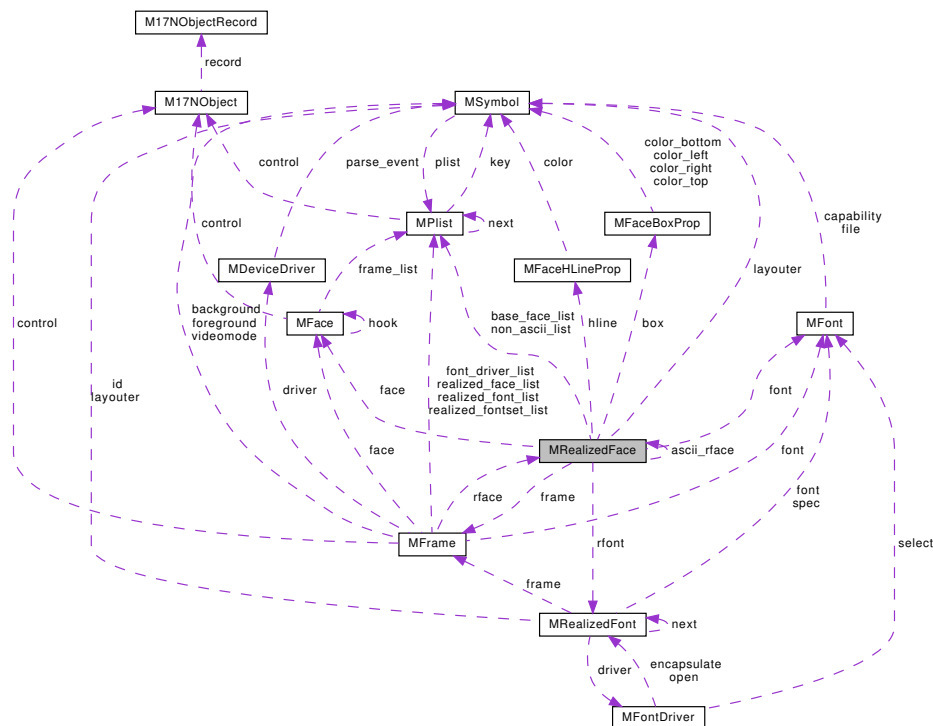 M17NObjectRecord
record
M17NObject
MSymbol
control
parse_event
plist
key
color
color_bottom
color_left
color_right
color_top
MPlist
next
MFaceBoxProp
capability
file
control
MDeviceDriver
frame_list
MFaceHLineProp
layouter
control
background
foreground
videomode
MFace
hook
base_face_list
non_ascii_list
hline
box
MFont
id
layouter
driver
face
font_driver_list
realized_face_list
realized_font_list
realized_fontset_list
font
face
MRealizedFace
ascii_rface
font
rface
frame
font
spec
MFrame
rfont
select
frame
MRealizedFont
next
driver
encapsulate
open
MFontDriver